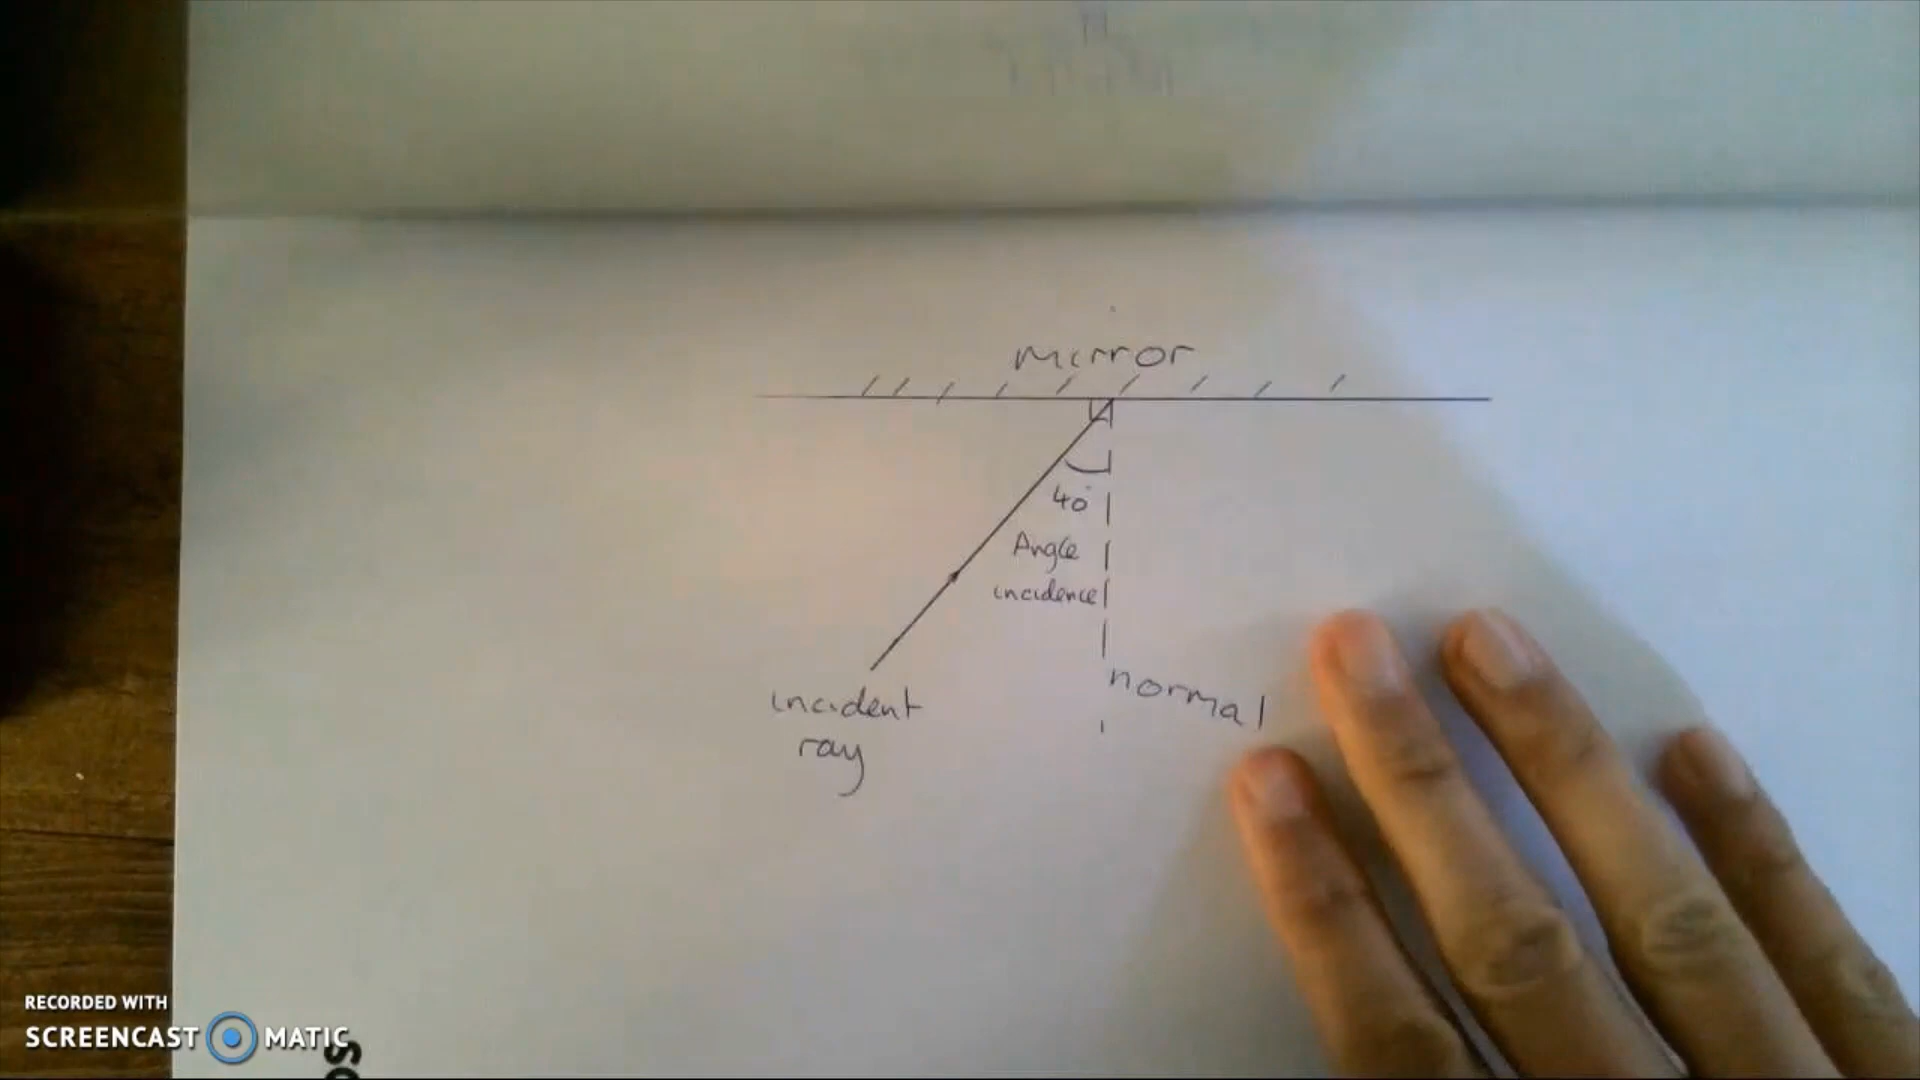 mirror
40°
Angle
incidence
normal
incident
ray
RECORDED WITH
SCREENCAST MATIC